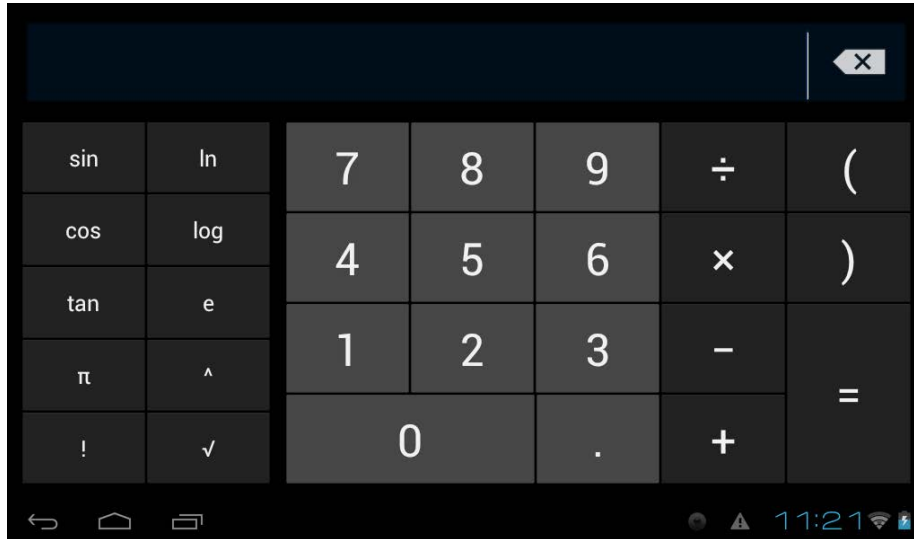 sin ln 7 8 9 ÷ (
cos log 4 5 6 × )
tan e 1 2 3 −
π ^ =
! √ 0 . +
11:21